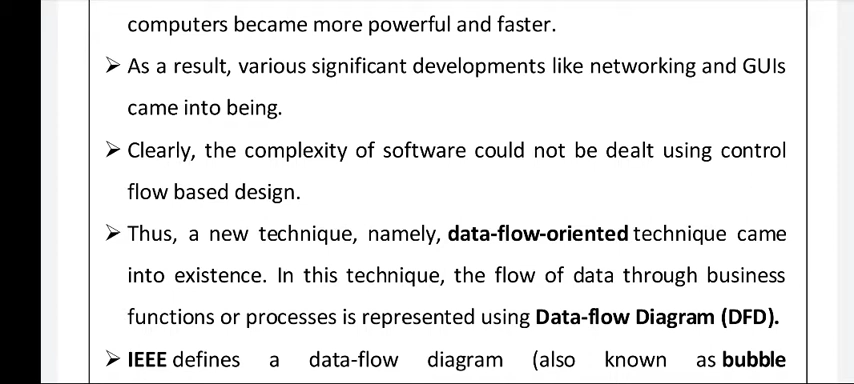 computers became more powerful and faster.
➢ As a result, various significant developments like networking and GUIs
came into being.
➢ Clearly, the complexity of software could not be dealt using control
flow based design.
➢ Thus, a new technique, namely, data-flow-oriented technique came
into existence. In this technique, the flow of data through business
functions or processes is represented using Data-flow Diagram (DFD).
➢ IEEE defines a data-flow diagram (also known as bubble